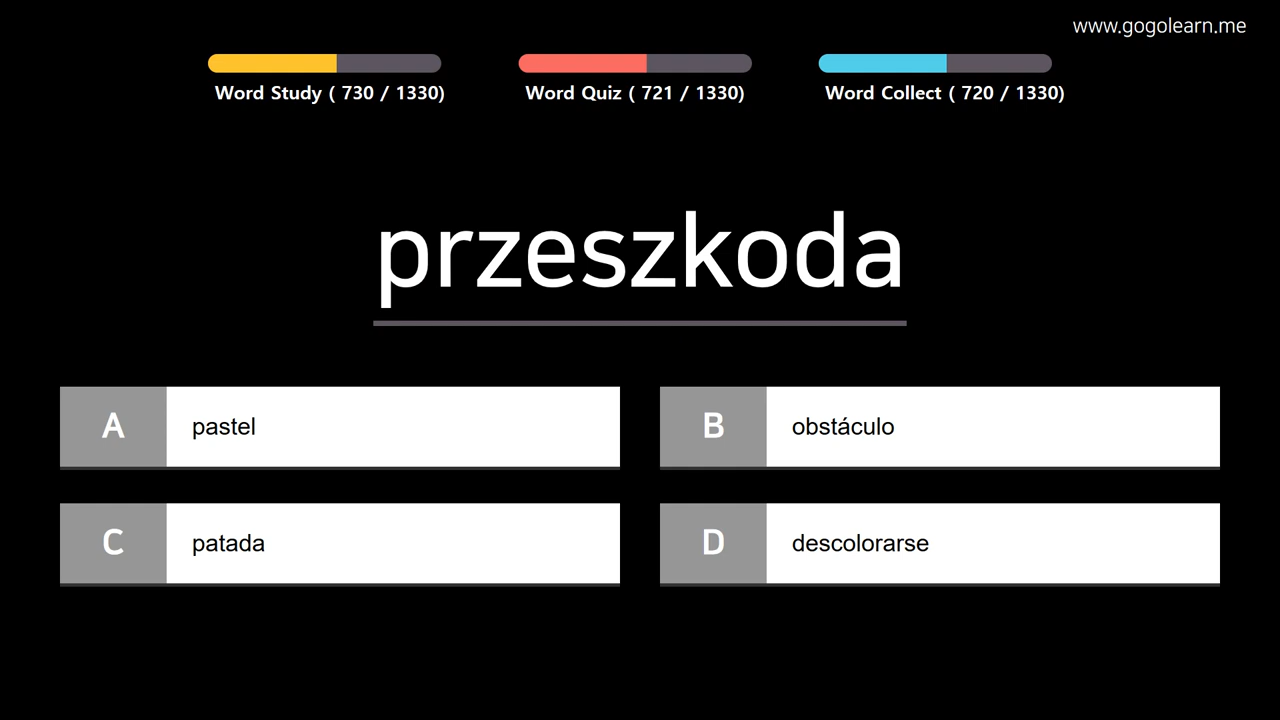 www.gogolearn.me
Word Study ( 730 / 1330)
Word Quiz ( 721 / 1330)
Word Collect ( 720 / 1330)
przeszkoda
A pastel
B obstáculo
C patada
D descolorarse